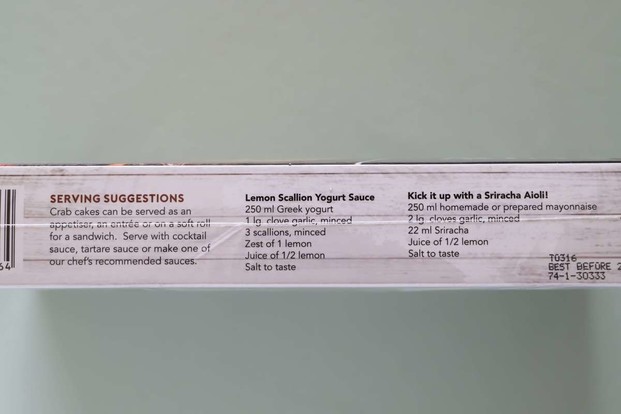 SERVING SUGGESTIONS
Crab cakes can be served as an
appetiser, an entrée or on a soft roll
for a sandwich. Serve with cocktail
sauce, tartare sauce or make one of
our chef's recommended sauces.
Lemon Scallion Yogurt Sauce
250 ml Greek yogurt
1 lg. clove garlic, minced
3 scallions, minced
Zest of 1 lemon
Juice of 1/2 lemon
Salt to taste
Kick it up with a Sriracha Aioli!
250 ml homemade or prepared mayonnaise
2 lg. cloves garlic, minced
22 ml Sriracha
Juice of 1/2 lemon
Salt to taste
T0316
BEST BEFORE 2
74-1-30333
64